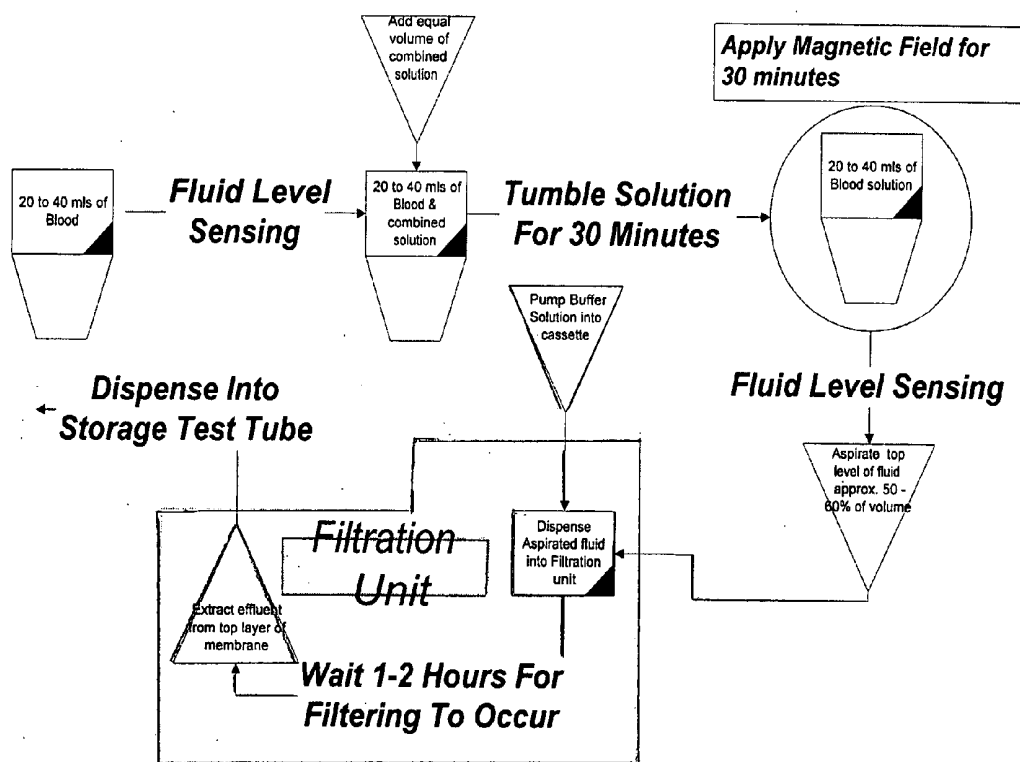 Add equal
volume of
combined
solution
Apply Magnetic Field for
30 minutes
20 to 40 mls of
Blood
Fluid Level
Sensing
20 to 40 mls of
Blood &
combined
solution
Tumble Solution
For 30 Minutes
20 to 40 mls of
Blood solution
Pump Buffer
Solution into
cassette
Fluid Level Sensing
Aspirate top
level of fluid
approx. 50 -
60% of volume
Dispense Into
Storage Test Tube
Filtration
Unit
Dispense
Aspirated fluid
into Filtration
unit
Extract effluent
from top layer of
membrane
Wait 1-2 Hours For
Filtering To Occur